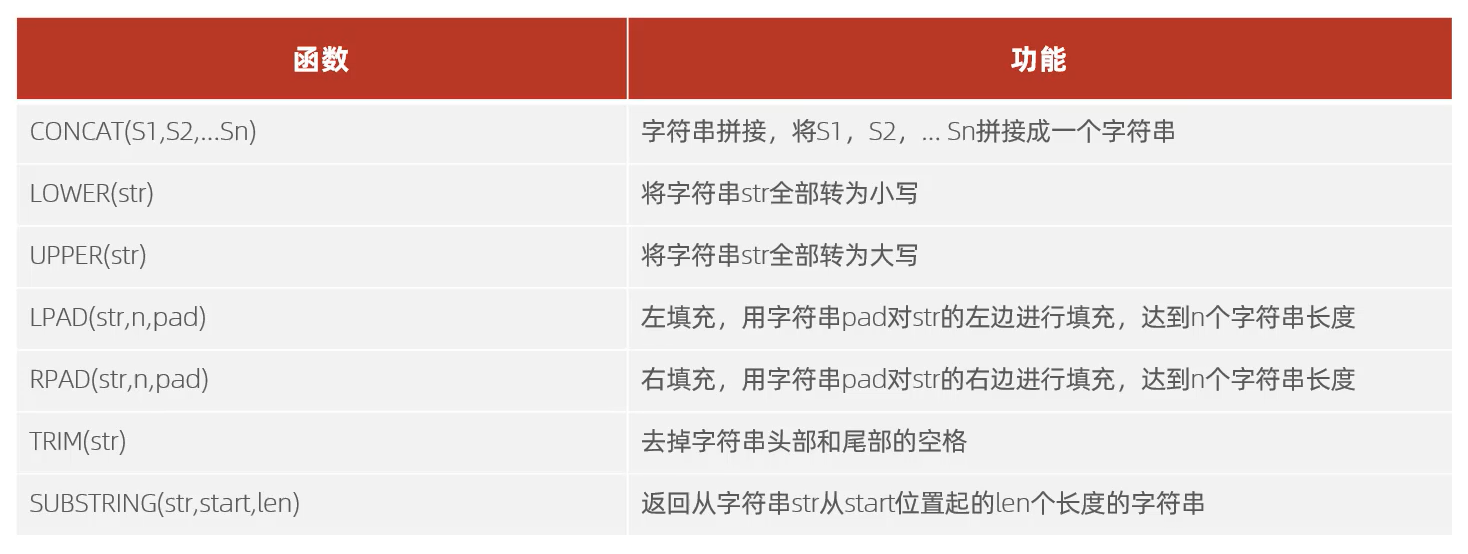 函数 功能
CONCAT(S1,S2,...Sn) 字符串拼接，将S1，S2，... Sn拼接成一个字符串
LOWER(str) 将字符串str全部转为小写
UPPER(str) 将字符串str全部转为大写
LPAD(str,n,pad) 左填充，用字符串pad对str的左边进行填充，达到n个字符串长度
RPAD(str,n,pad) 右填充，用字符串pad对str的右边进行填充，达到n个字符串长度
TRIM(str) 去掉字符串头部和尾部的空格
SUBSTRING(str,start,len) 返回从字符串str从start位置起的len个长度的字符串